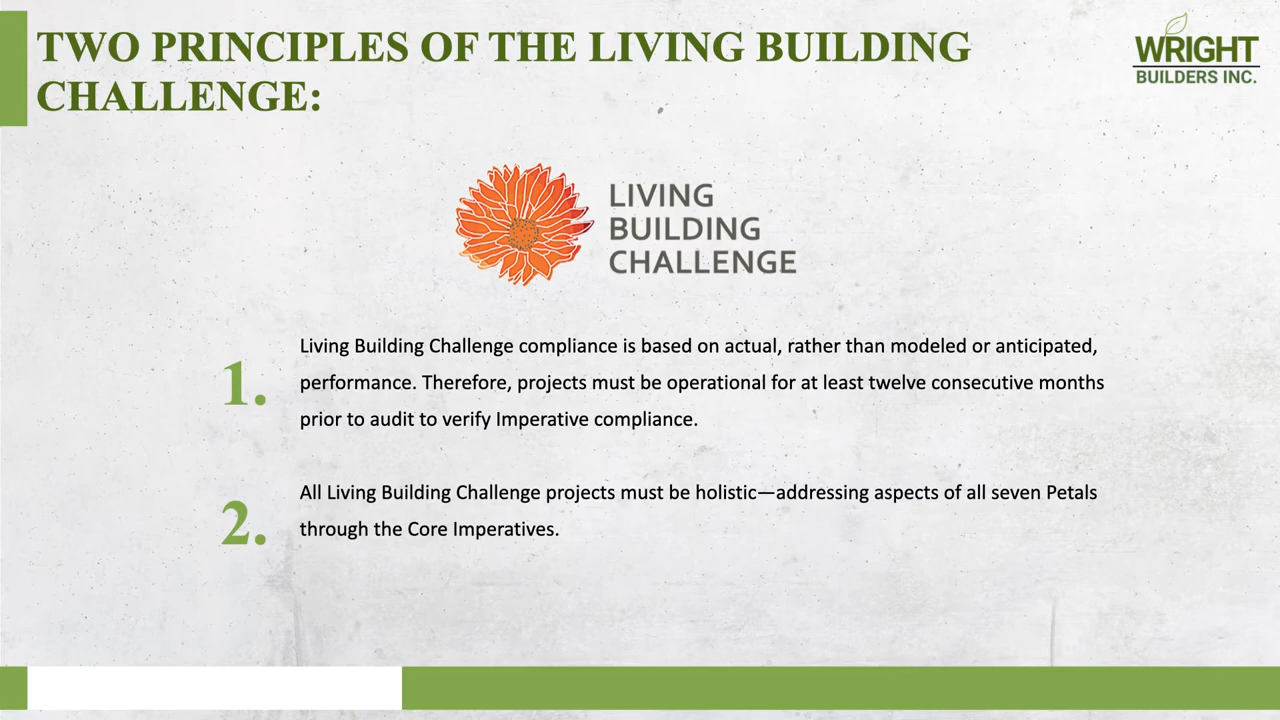 TWO PRINCIPLES OF THE LIVING BUILDING
CHALLENGE:
WRIGHT
BUILDERS INC.
LIVING
BUILDING
CHALLENGE
1.
Living Building Challenge compliance is based on actual, rather than modeled or anticipated,
performance. Therefore, projects must be operational for at least twelve consecutive months
prior to audit to verify Imperative compliance.
2.
All Living Building Challenge projects must be holistic—addressing aspects of all seven Petals
through the Core Imperatives.